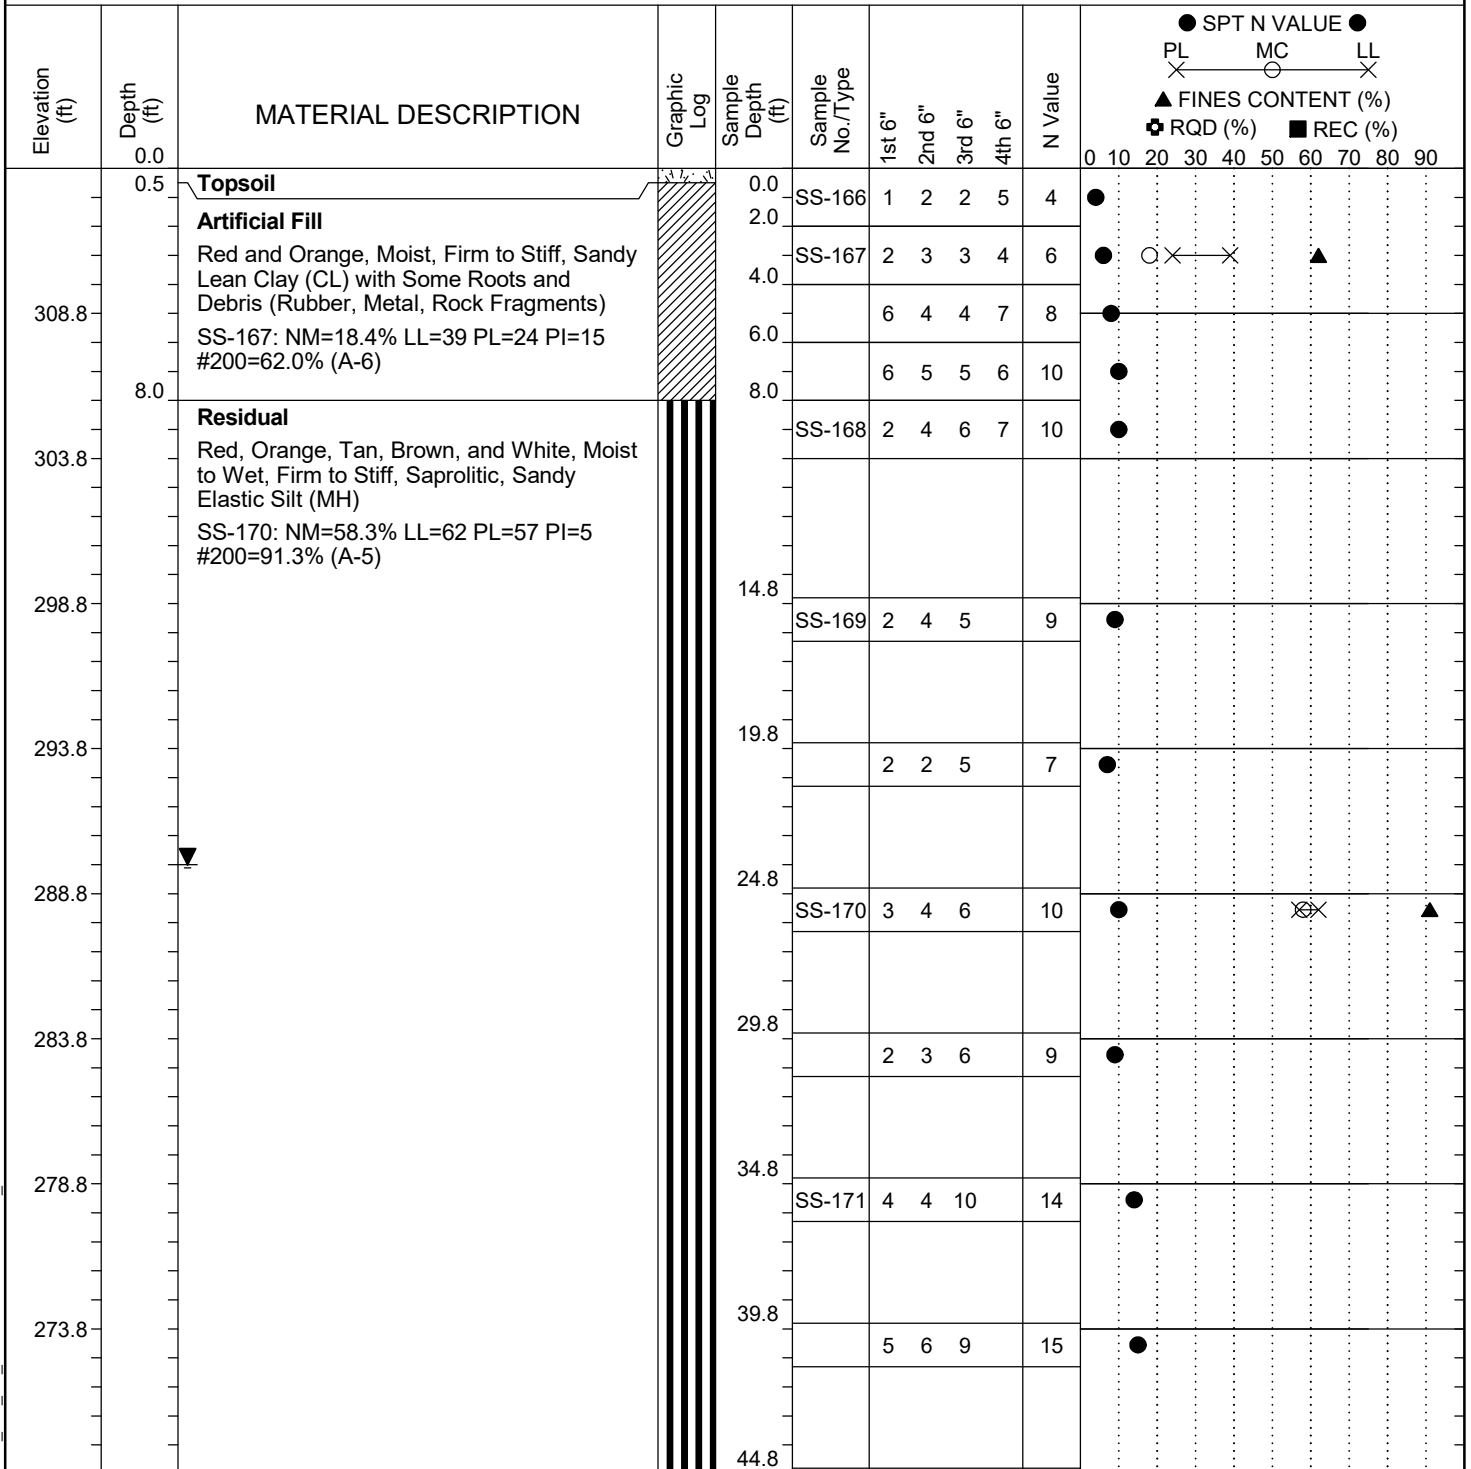 Elevation (ft)
Depth (ft)
0.0
MATERIAL DESCRIPTION
Graphic Log
Sample Depth (ft)
Sample No./Type
1st 6"
2nd 6"
3rd 6"
4th 6"
N Value
SPT N VALUE
PL MC LL
FINES CONTENT (%)
RQD (%) REC (%)
0 10 20 30 40 50 60 70 80 90
0.5 Topsoil
Artificial Fill
Red and Orange, Moist, Firm to Stiff, Sandy
Lean Clay (CL) with Some Roots and
Debris (Rubber, Metal, Rock Fragments)
SS-167: NM=18.4% LL=39 PL=24 PI=15
#200=62.0% (A-6)
8.0
Residual
Red, Orange, Tan, Brown, and White, Moist
to Wet, Firm to Stiff, Saprolitic, Sandy
Elastic Silt (MH)
SS-170: NM=58.3% LL=62 PL=57 PI=5
#200=91.3% (A-5)
308.8
303.8
298.8
293.8
288.8
283.8
278.8
273.8
0.0
SS-166 1 2 2 5 4
2.0
SS-167 2 3 3 4 6
4.0
6 4 4 7 8
6.0
6 5 5 6 10
8.0
SS-168 2 4 6 7 10
14.8
SS-169 2 4 5 9
19.8
2 2 5 7
24.8
SS-170 3 4 6 10
29.8
2 3 6 9
34.8
SS-171 4 4 10 14
39.8
5 6 9 15
44.8